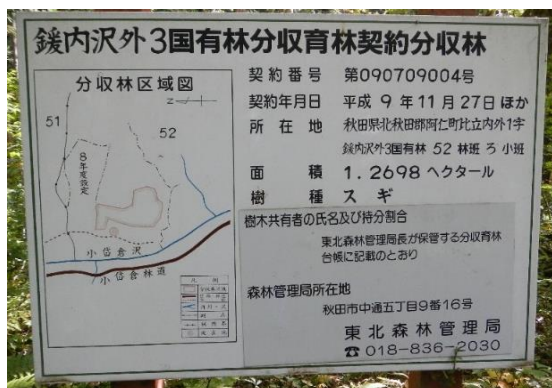 鍰内沢外3国有林分収育林契約分収林
分収林区域図
51
52
8年度設定
小岱倉沢
小岱倉林道
凡例
契約番号 第090709004号
契約年月日 平成9年11月27日ほか
所在地 秋田県北秋田郡阿仁町比立内外1字
鍰内沢外3国有林 52 林班 ろ 小班
面積 1.2698 ヘクタール
樹種 スギ
樹木共有者の氏名及び持分割合
東北森林管理局長が保管する分収育林
台帳に記載のとおり
森林管理局所在地
秋田市中通五丁目9番16号
東北森林管理局
☎018-836-2030